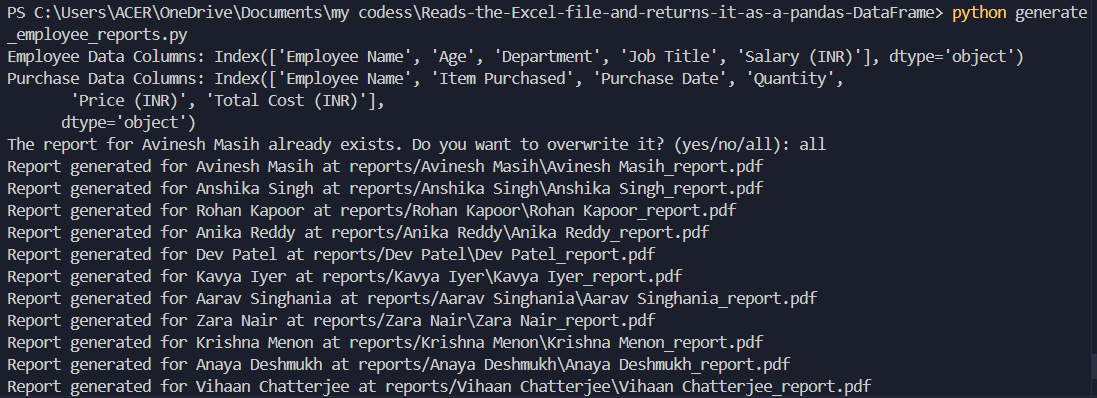 PS C:\Users\ACER\OneDrive\Documents\my codess\Reads-the-Excel-file-and-returns-it-as-a-pandas-DataFrame> python generate
_employee_reports.py
Employee Data Columns: Index(['Employee Name', 'Age', 'Department', 'Job Title', 'Salary (INR)'], dtype='object')
Purchase Data Columns: Index(['Employee Name', 'Item Purchased', 'Purchase Date', 'Quantity',
       'Price (INR)', 'Total Cost (INR)'],
      dtype='object')
The report for Avinesh Masih already exists. Do you want to overwrite it? (yes/no/all): all
Report generated for Avinesh Masih at reports/Avinesh Masih\Avinesh Masih_report.pdf
Report generated for Anshika Singh at reports/Anshika Singh\Anshika Singh_report.pdf
Report generated for Rohan Kapoor at reports/Rohan Kapoor\Rohan Kapoor_report.pdf
Report generated for Anika Reddy at reports/Anika Reddy\Anika Reddy_report.pdf
Report generated for Dev Patel at reports/Dev Patel\Dev Patel_report.pdf
Report generated for Kavya Iyer at reports/Kavya Iyer\Kavya Iyer_report.pdf
Report generated for Aarav Singhania at reports/Aarav Singhania\Aarav Singhania_report.pdf
Report generated for Zara Nair at reports/Zara Nair\Zara Nair_report.pdf
Report generated for Krishna Menon at reports/Krishna Menon\Krishna Menon_report.pdf
Report generated for Anaya Deshmukh at reports/Anaya Deshmukh\Anaya Deshmukh_report.pdf
Report generated for Vihaan Chatterjee at reports/Vihaan Chatterjee\Vihaan Chatterjee_report.pdf